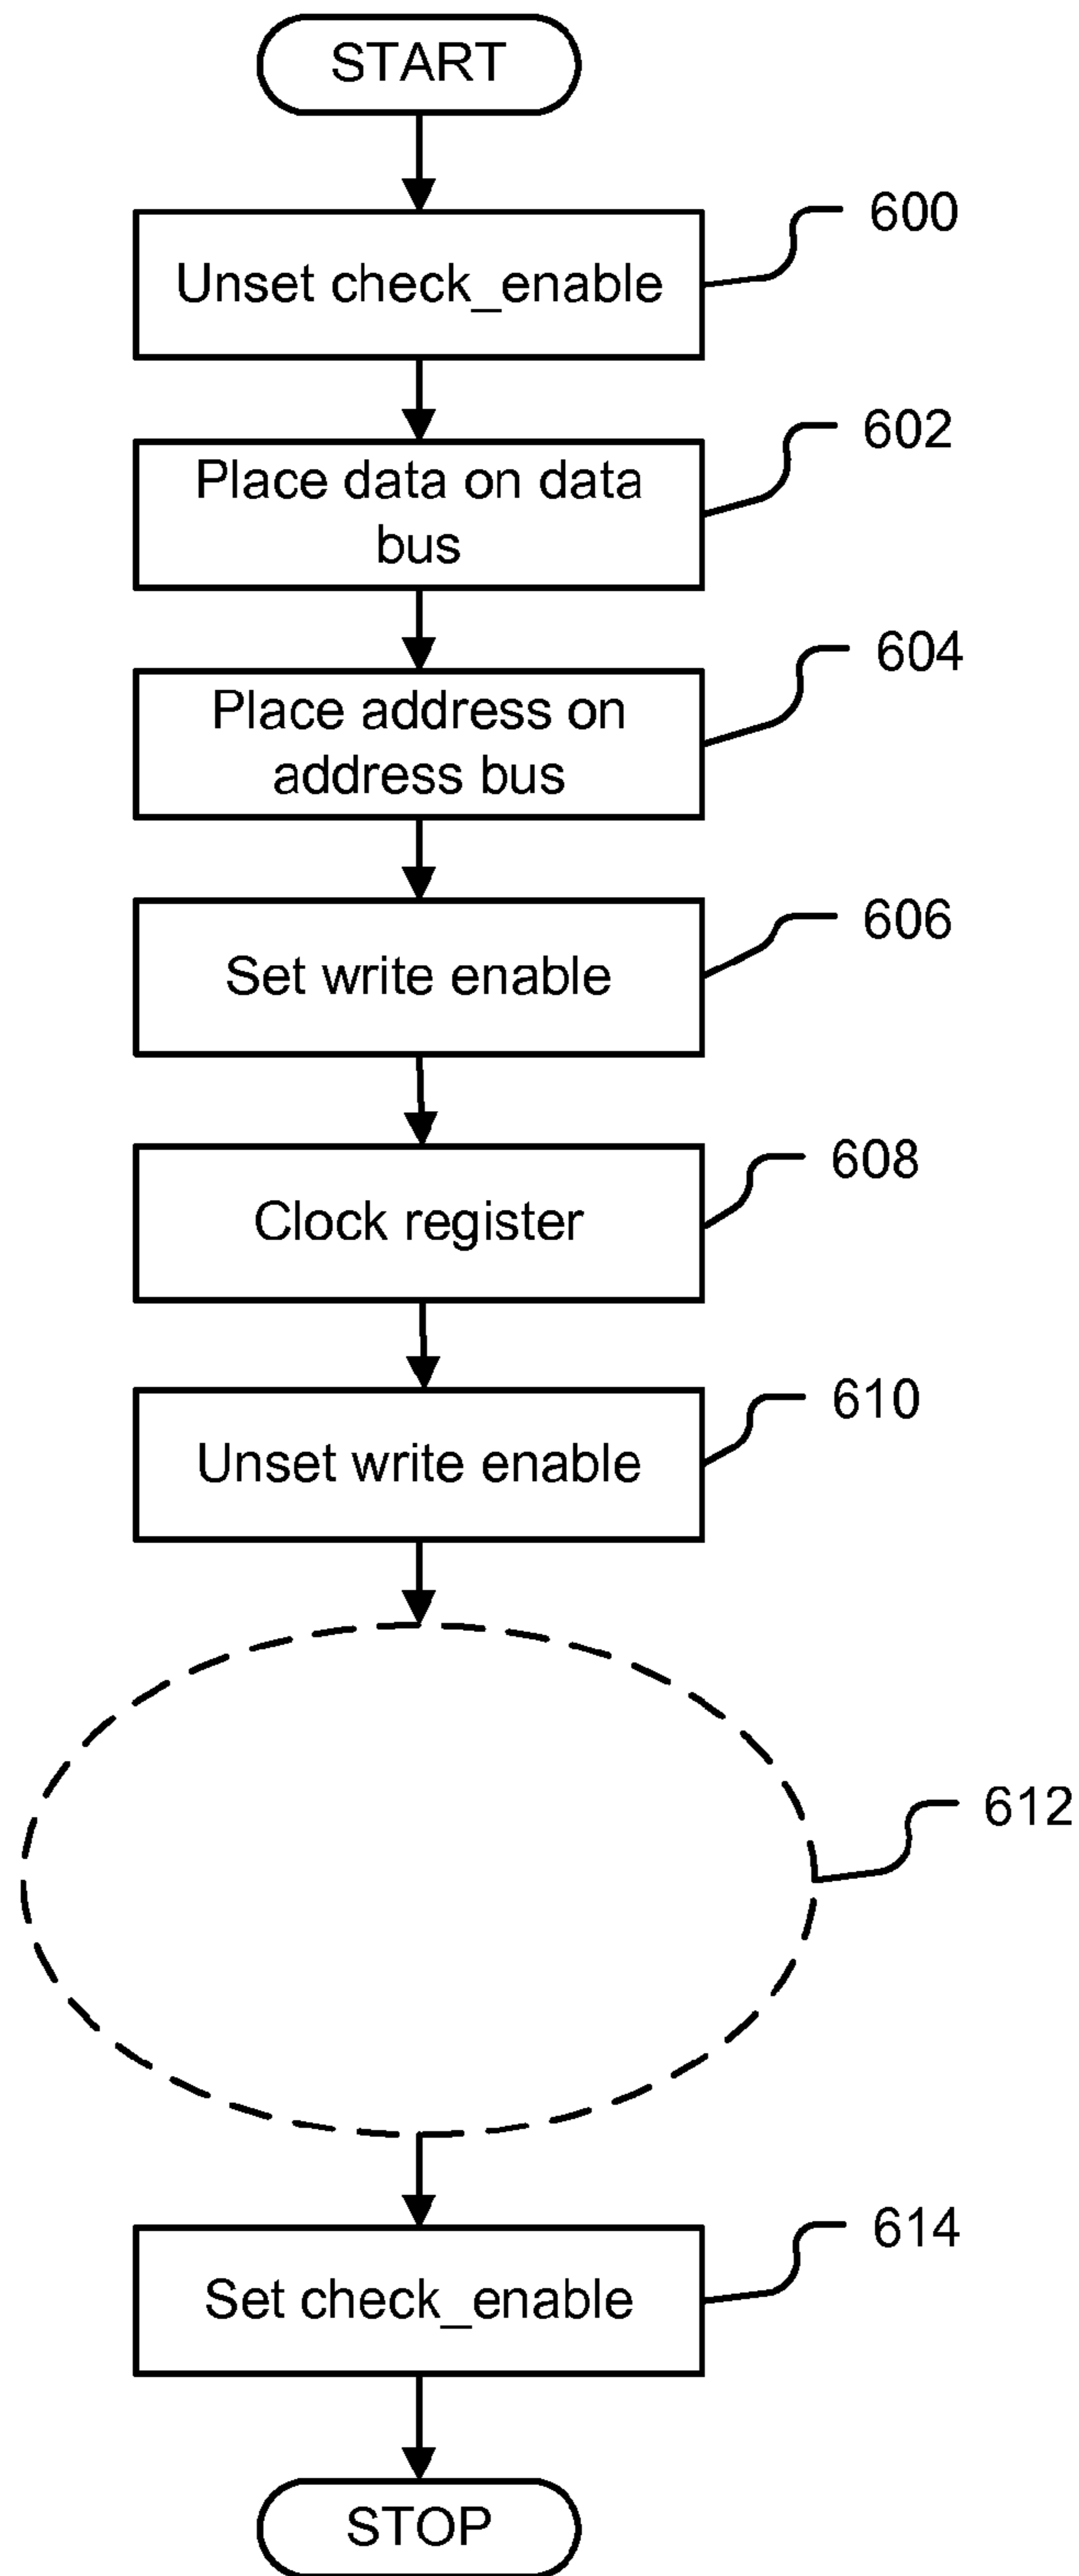 START
600
Unset check_enable
602
Place data on data
bus
604
Place address on
address bus
606
Set write enable
608
Clock register
610
Unset write enable
612
614
Set check_enable
STOP